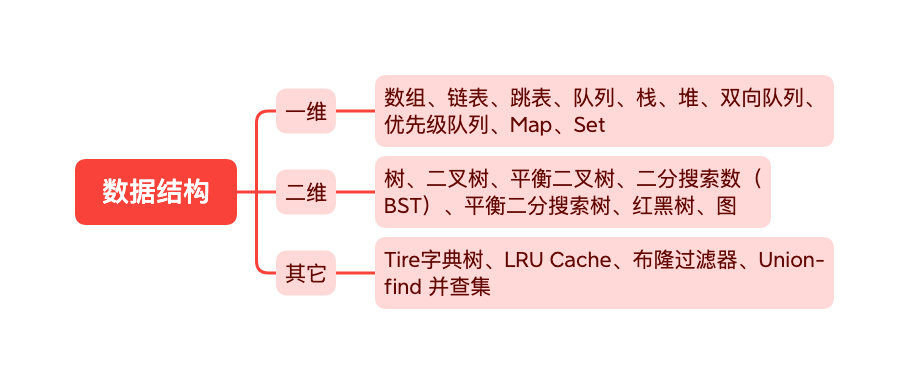 数据结构
一维
数组、链表、跳表、队列、栈、堆、双向队列、
优先级队列、Map、Set
二维
树、二叉树、平衡二叉树、二分搜索数（
BST）、平衡二分搜索树、红黑树、图
其它
Tire字典树、LRU Cache、布隆过滤器、Union-
find 并查集